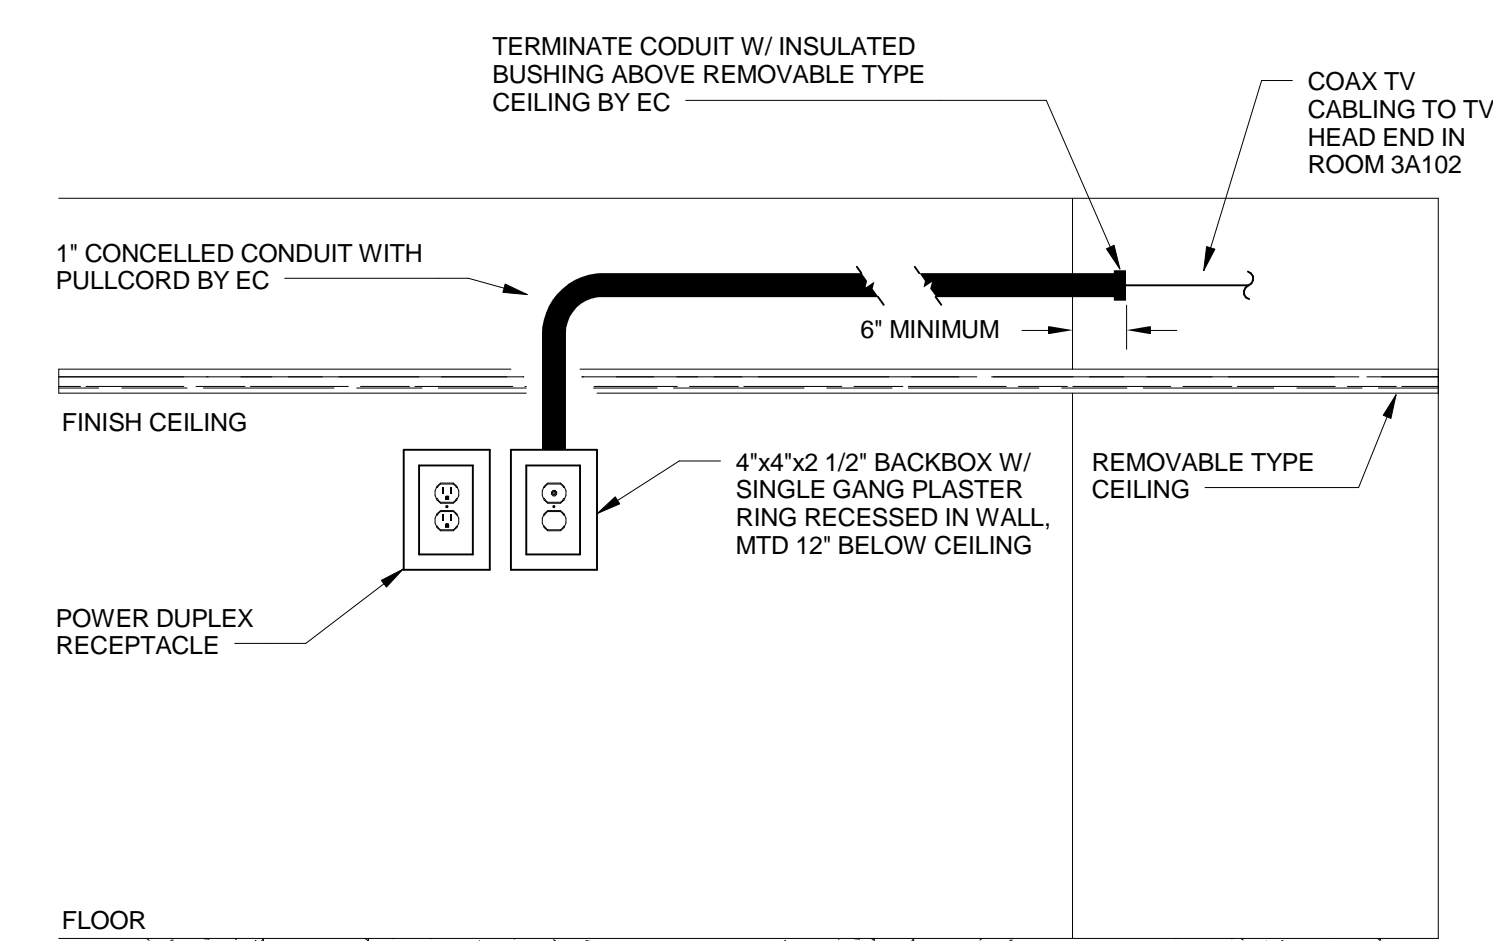 TERMINATE CODUIT W/ INSULATED
BUSHING ABOVE REMOVABLE TYPE
CEILING BY EC
COAX TV
CABLING TO TV
HEAD END IN
ROOM 3A102
1" CONCELLED CONDUIT WITH
PULLCORD BY EC
6" MINIMUM
FINISH CEILING
4"x4"x2 1/2" BACKBOX W/
SINGLE GANG PLASTER
RING RECESSED IN WALL,
MTD 12" BELOW CEILING
REMOVABLE TYPE
CEILING
POWER DUPLEX
RECEPTACLE
FLOOR